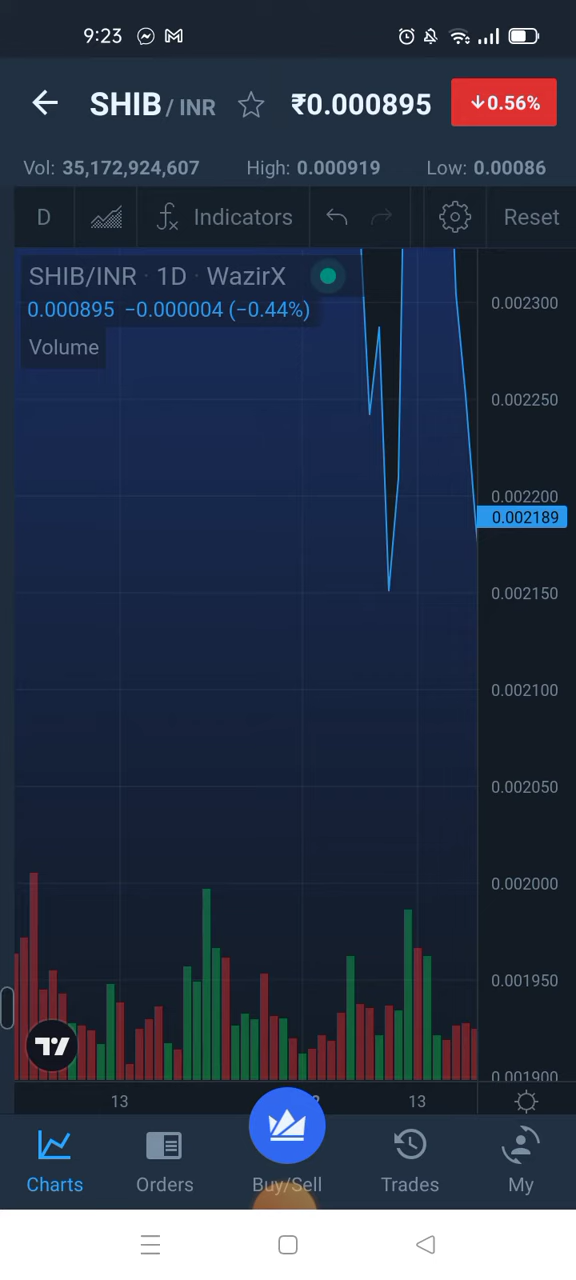 9:23
SHIB / INR ₹0.000895 ↓0.56%
Vol: 35,172,924,607 High: 0.000919 Low: 0.00086
D Indicators Reset
SHIB/INR · 1D · WazirX
0.000895 −0.000004 (−0.44%)
Volume
0.002300
0.002250
0.002200
0.002189
0.002150
0.002100
0.002050
0.002000
0.001950
0.001900
13 13
Charts Orders Buy/Sell Trades My